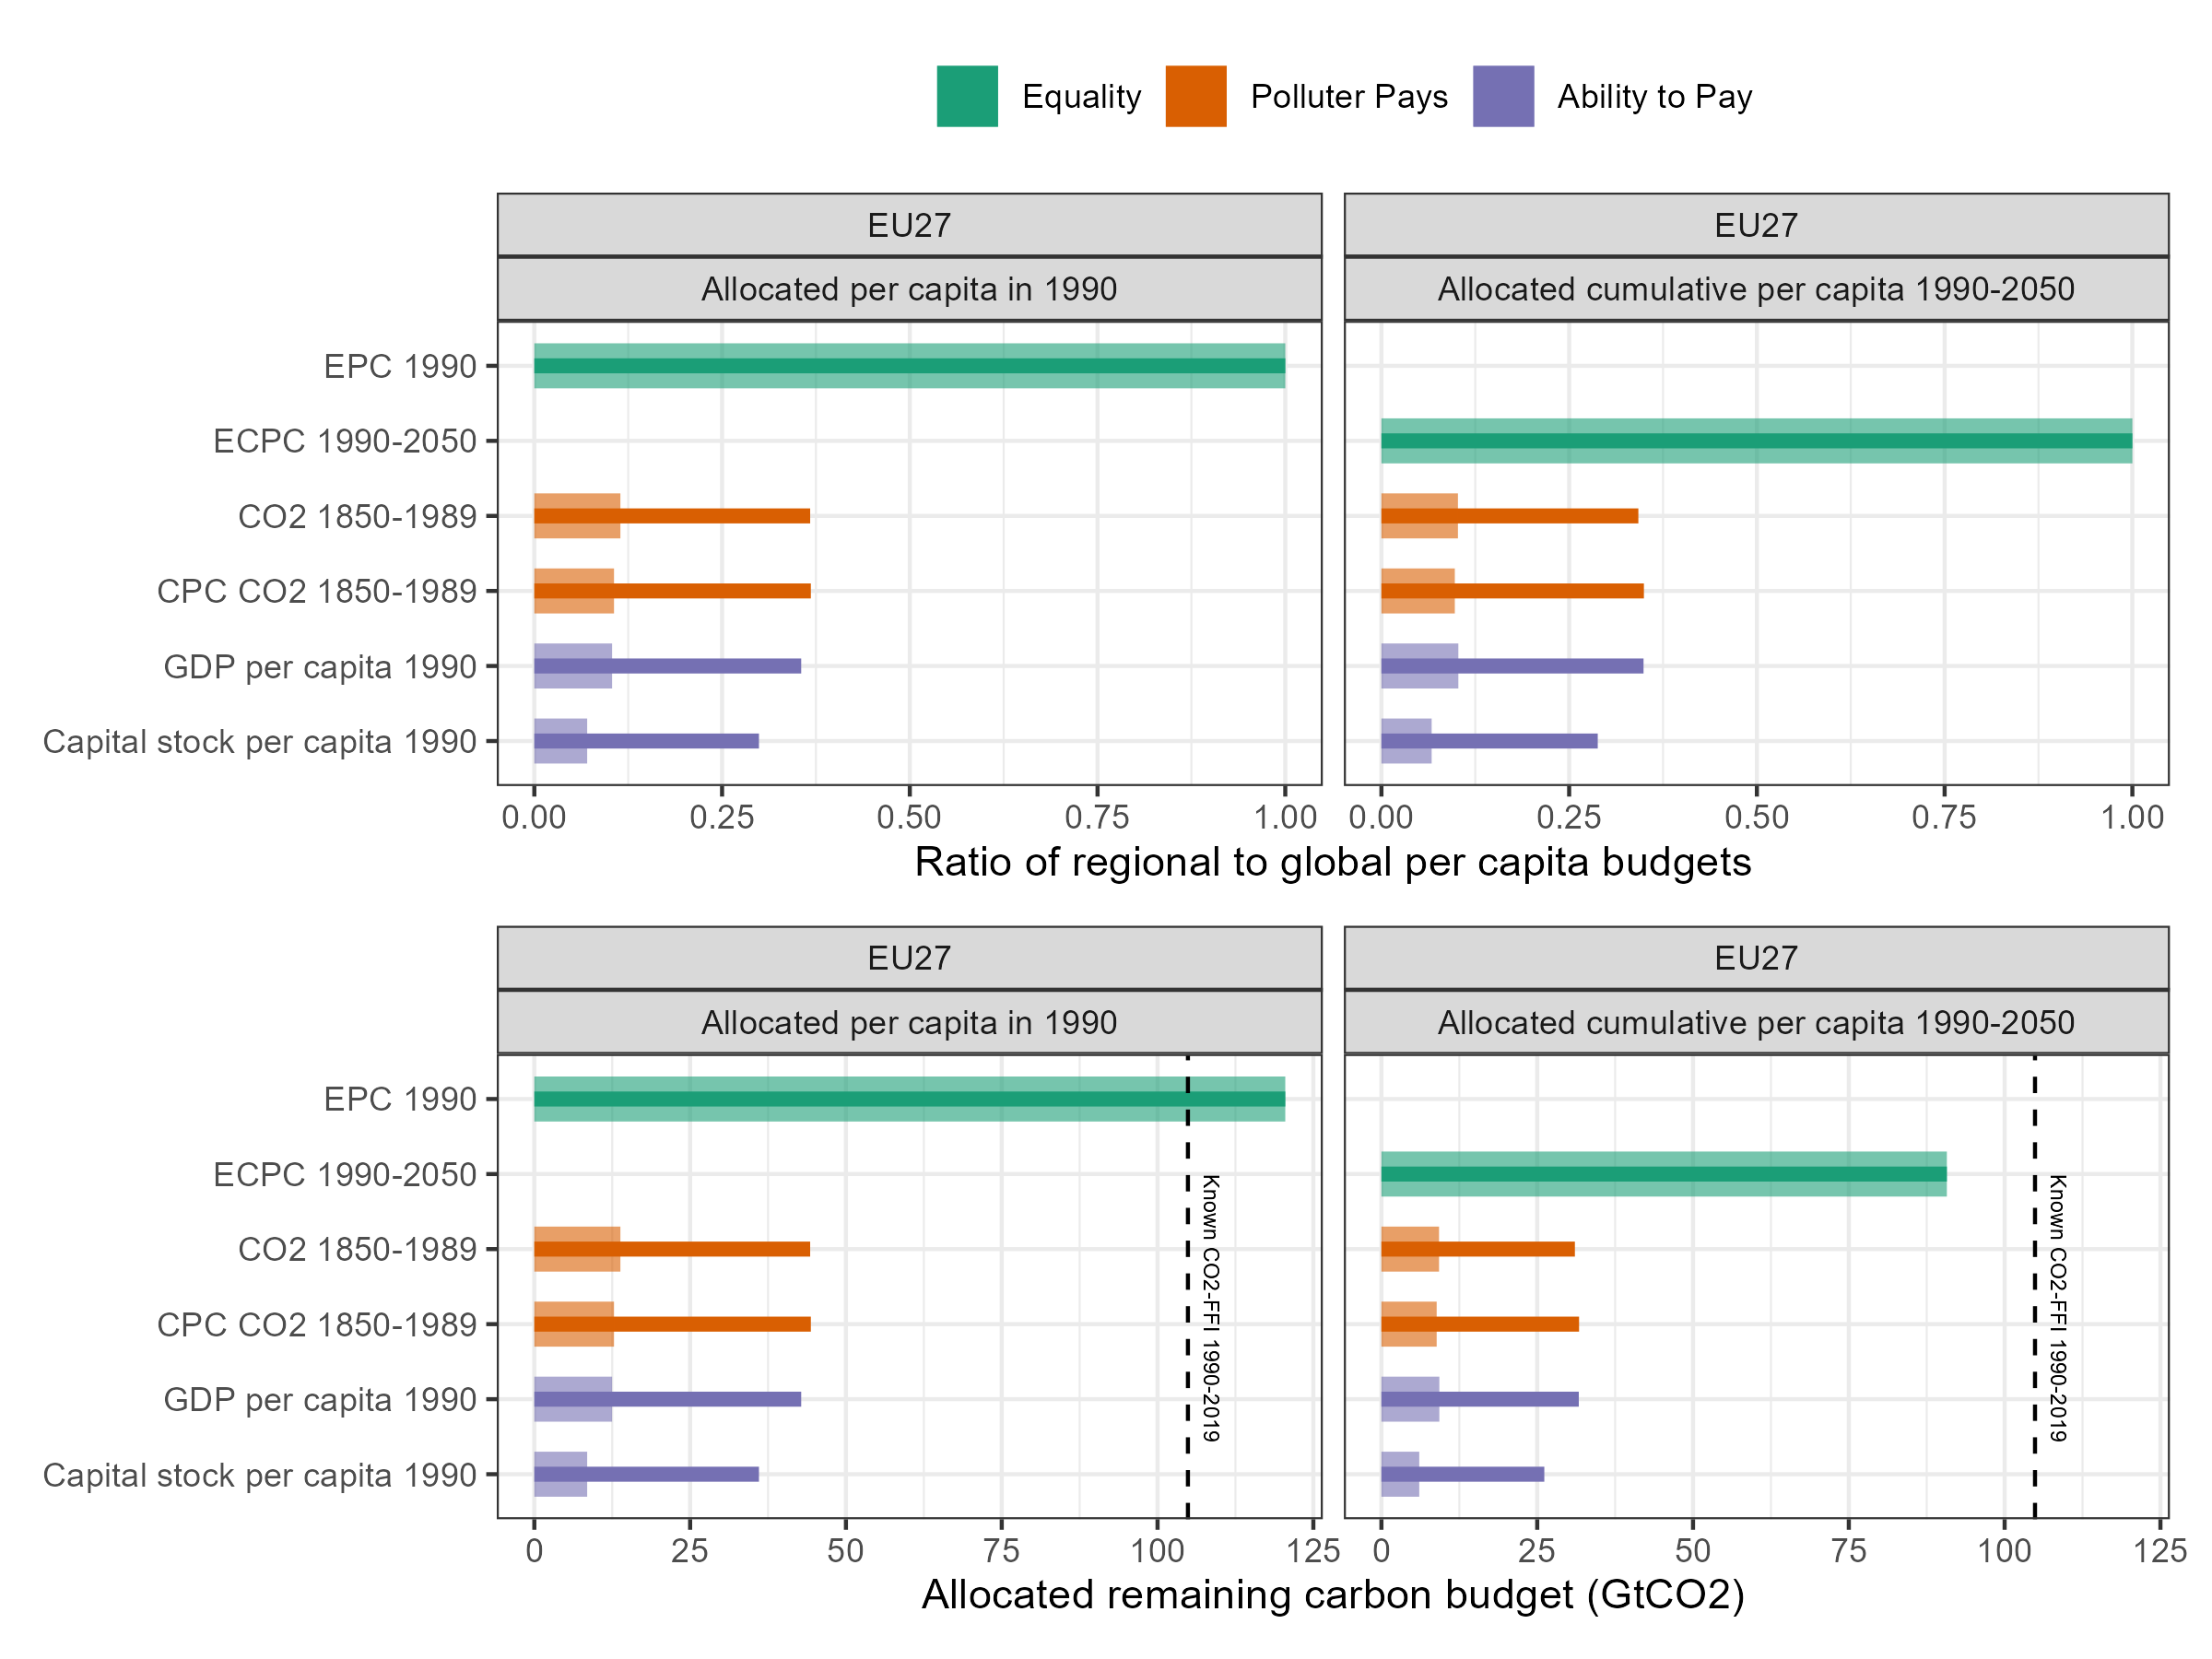 Equality Polluter Pays Ability to Pay
EU27 EU27
Allocated per capita in 1990 Allocated cumulative per capita 1990-2050
EPC 1990
ECPC 1990-2050
CO2 1850-1989
CPC CO2 1850-1989
GDP per capita 1990
Capital stock per capita 1990
0.00 0.25 0.50 0.75 1.00 0.00 0.25 0.50 0.75 1.00
Ratio of regional to global per capita budgets
EU27 EU27
Allocated per capita in 1990 Allocated cumulative per capita 1990-2050
EPC 1990
ECPC 1990-2050
CO2 1850-1989
CPC CO2 1850-1989
GDP per capita 1990
Capital stock per capita 1990
Known CO2-FFI 1990-2019
Known CO2-FFI 1990-2019
0 25 50 75 100 125 0 25 50 75 100 125
Allocated remaining carbon budget (GtCO2)